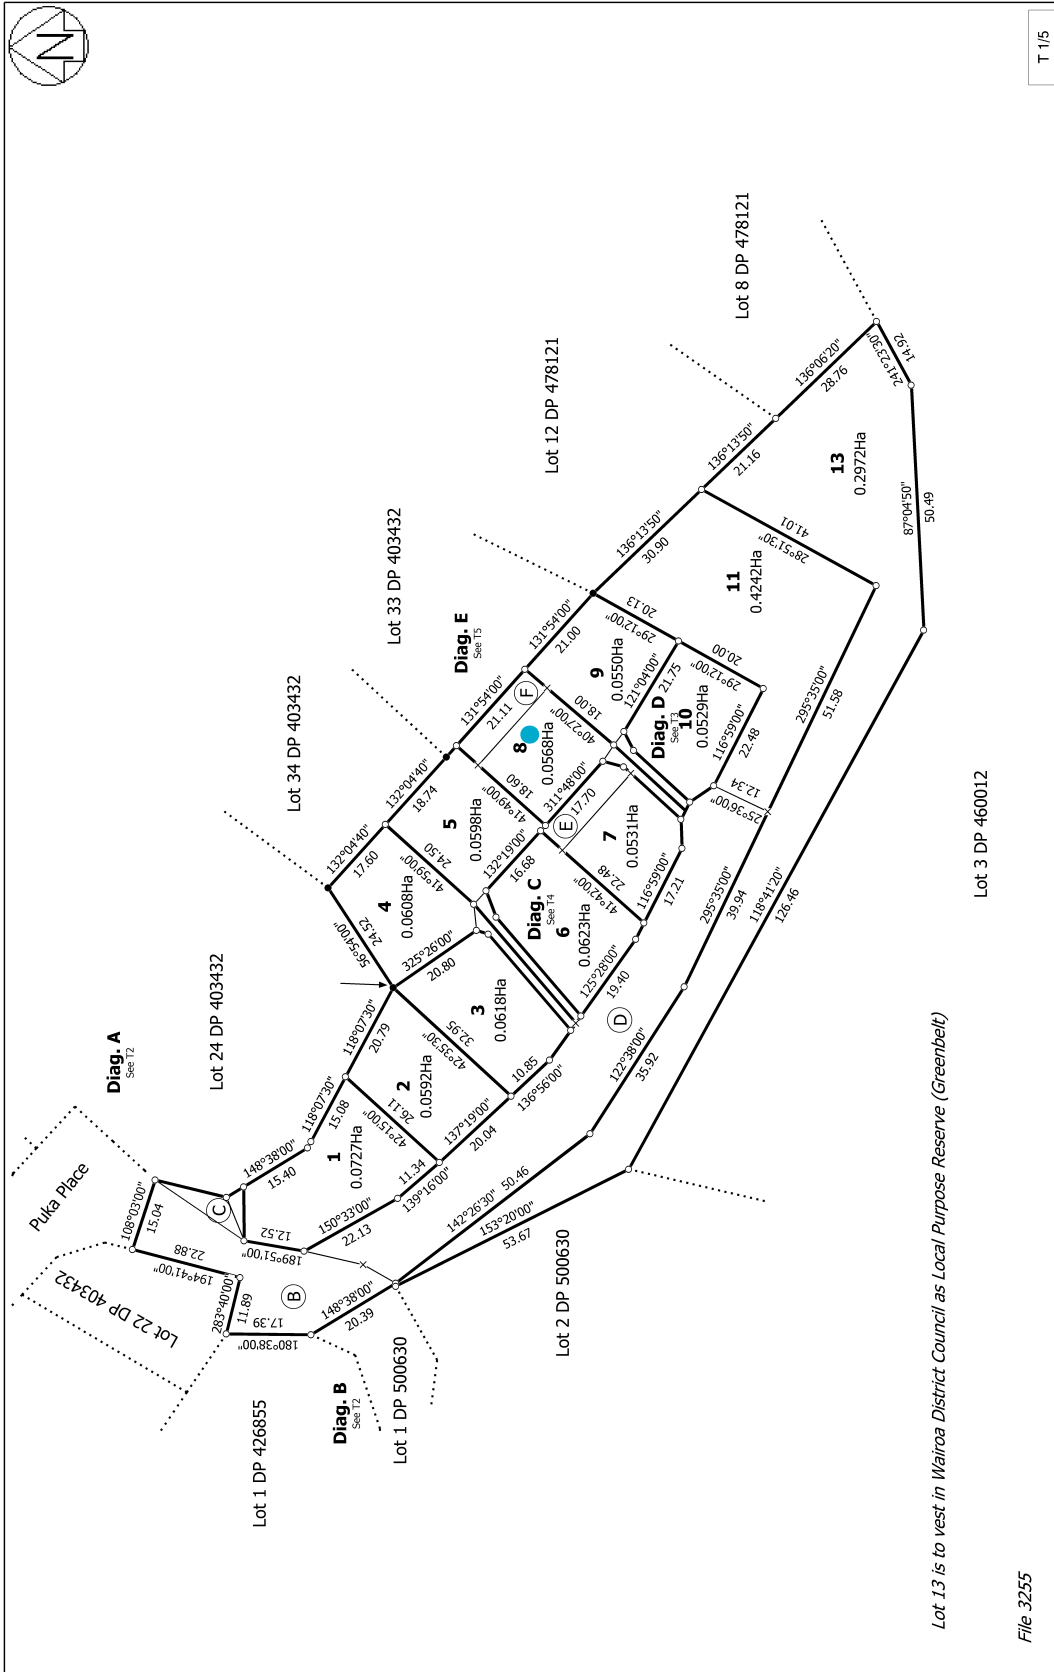 N
T 1/5
Lot 8 DP 478121
Lot 12 DP 478121
Lot 33 DP 403432
Lot 34 DP 403432
Lot 24 DP 403432
Diag. A
See T2
Puka Place
Lot 22 DP 403432
Lot 1 DP 426855
Diag. B
See T2
Lot 1 DP 500630
Lot 2 DP 500630
Lot 3 DP 460012
Diag. E
See T5
Diag. D
See T3
Diag. C
See T4
108°03'00"
15.04
194°41'00"
22.88
283°40'00"
11.89
180°38'00"
17.39
148°38'00"
20.39
B
C
189°51'00"
12.52
148°38'00"
15.40
150°33'00"
22.13
139°16'00"
11.34
118°07'30"
15.08
1
0.0727Ha
42°15'00"
26.11
118°07'30"
20.79
2
0.0592Ha
137°19'00"
20.04
42°35'30"
32.95
3
0.0618Ha
136°56'00"
10.85
325°26'00"
20.80
56°54'00"
24.52
4
0.0608Ha
132°04'40"
17.60
41°59'00"
24.50
132°04'40"
18.74
5
0.0598Ha
132°19'00"
16.68
6
0.0623Ha
125°28'00"
19.40
41°42'00"
22.48
E
7
0.0531Ha
116°59'00"
17.21
311°48'00"
17.70
41°49'00"
18.60
8
0.0568Ha
131°54'00"
21.11
F
40°27'00"
18.00
131°54'00"
21.00
9
0.0550Ha
121°04'00"
21.75
29°12'00"
20.13
10
0.0529Ha
29°12'00"
20.00
116°59'00"
22.48
25°36'00"
12.34
136°13'50"
30.90
11
0.4242Ha
28°51'30"
41.01
295°35'00"
51.58
295°35'00"
39.94
D
122°38'00"
35.92
142°26'30"
50.46
153°20'00"
53.67
118°41'20"
126.46
87°04'50"
50.49
241°23'30"
14.92
136°06'20"
28.76
136°13'50"
21.16
13
0.2972Ha
Lot 13 is to vest in Wairoa District Council as Local Purpose Reserve (Greenbelt)
File 3255